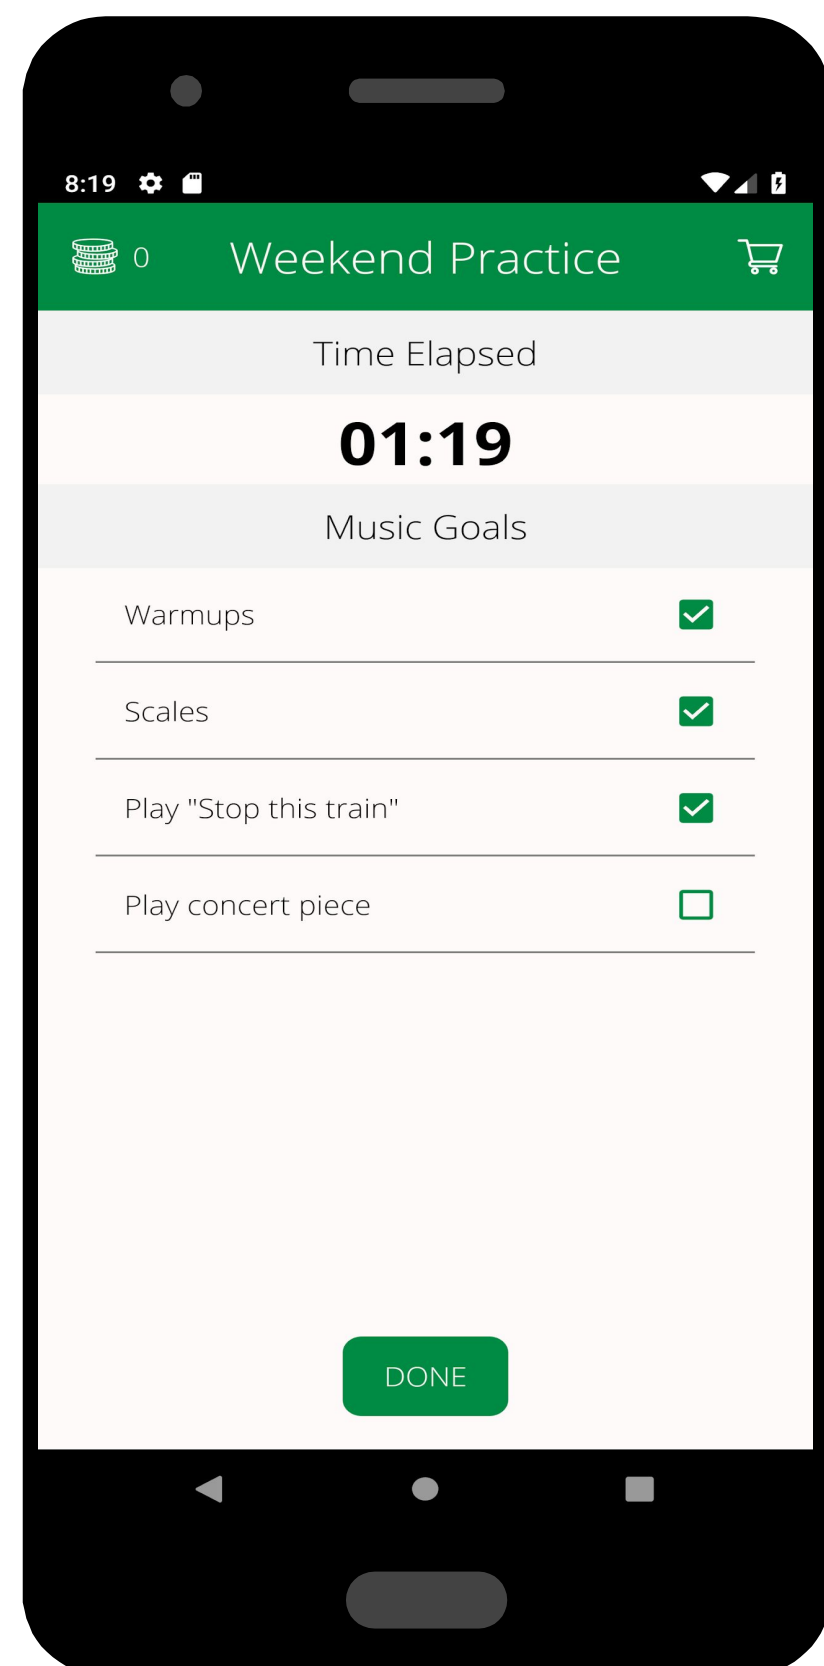 8:19
0 Weekend Practice
Time Elapsed
01:19
Music Goals
Warmups
Scales
Play "Stop this train"
Play concert piece
DONE